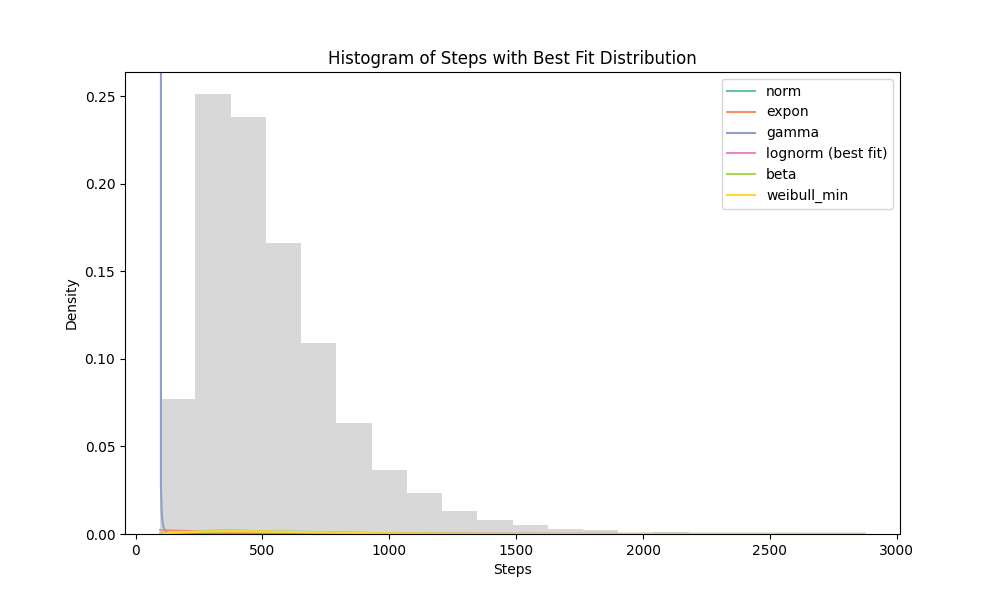 Histogram of Steps with Best Fit Distribution
norm
expon
gamma
lognorm (best fit)
beta
weibull_min
Density
0.25
0.20
0.15
0.10
0.05
0.00
0 500 1000 1500 2000 2500 3000
Steps